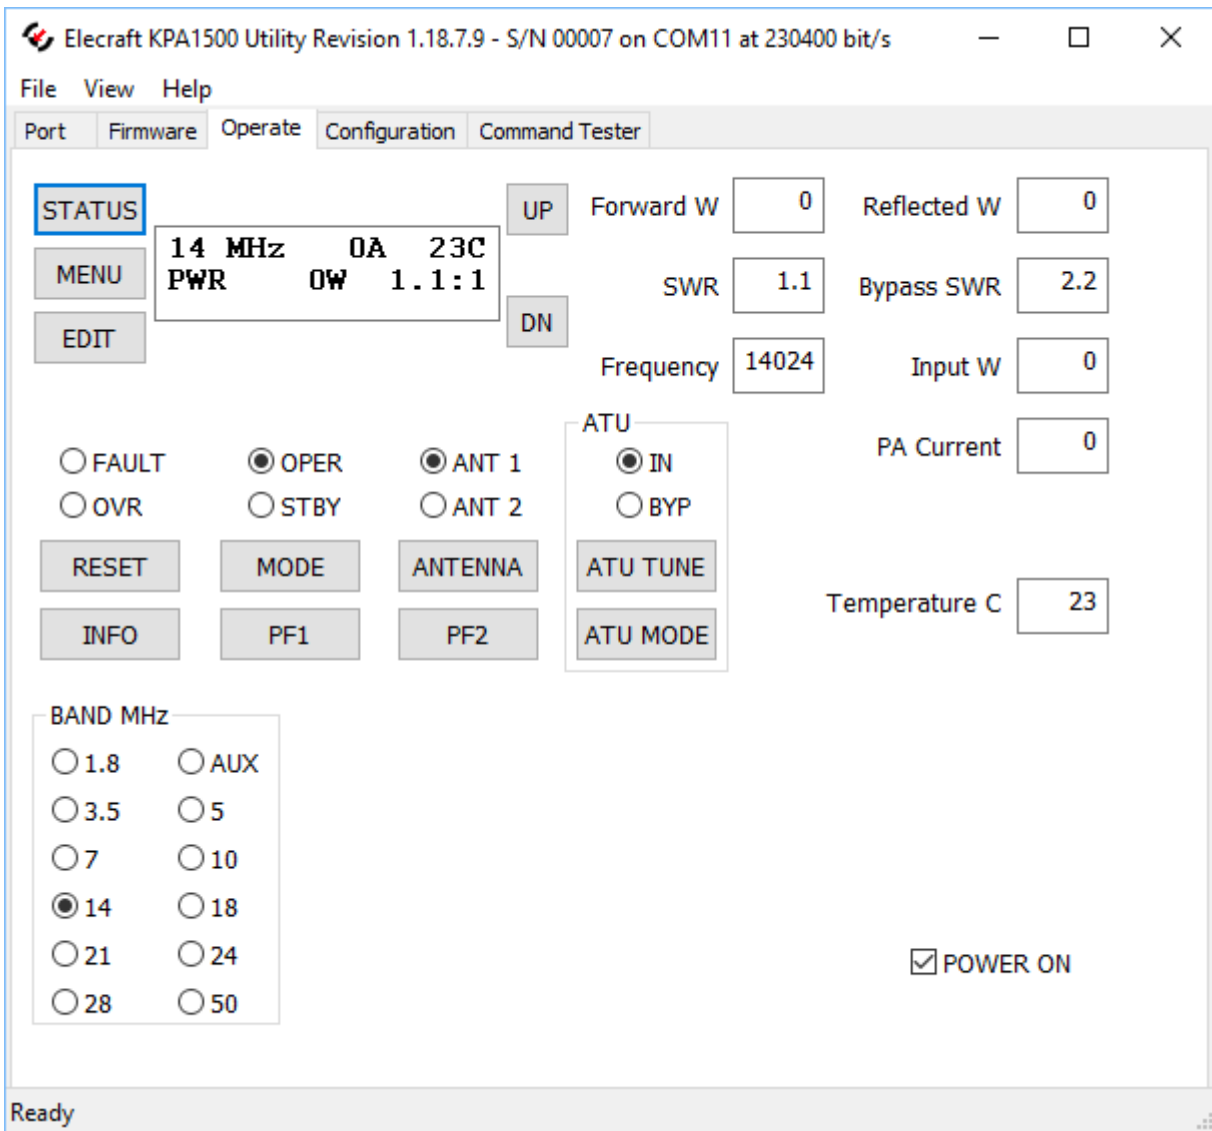 Elecraft KPA1500 Utility Revision 1.18.7.9 - S/N 00007 on COM11 at 230400 bit/s
File View Help
Port Firmware Operate Configuration Command Tester
STATUS
MENU
EDIT
14 MHz 0A 23C
PWR 0W 1.1:1
UP
DN
Forward W 0 Reflected W 0
SWR 1.1 Bypass SWR 2.2
Frequency 14024 Input W 0
PA Current 0
Temperature C 23
FAULT OPER ANT 1
OVR STBY ANT 2
RESET MODE ANTENNA
INFO PF1 PF2
ATU
IN
BYP
ATU TUNE
ATU MODE
BAND MHz
1.8 AUX
3.5 5
7 10
14 18
21 24
28 50
POWER ON
Ready